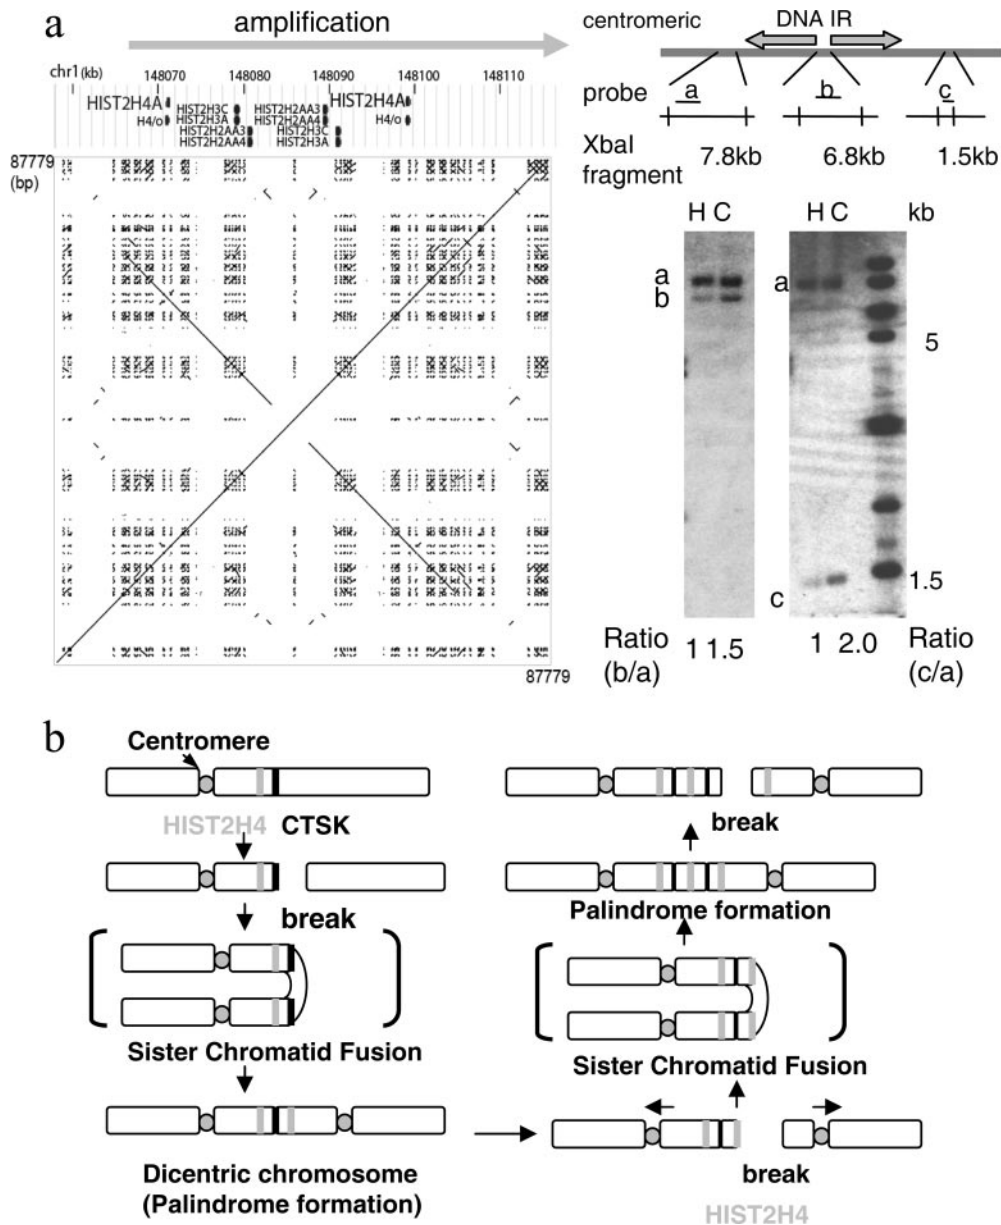 a
amplification
chr1 (kb) 148070 148080 148090 148100 148110
HIST2H4A HIST2H3C HIST2H2AA3 HIST2H4A
H4/o HIST2H3A HIST2H2AA4 H4/o
HIST2H2AA3 HIST2H3C
HIST2H2AA4 HIST2H3A
87779
(bp)
87779
centromeric DNA IR
probe a b c
XbaI
fragment
7.8kb 6.8kb 1.5kb
H C H C kb
a
b
a
5
1.5
c
Ratio
(b/a)
1 1.5
1 2.0
Ratio
(c/a)
b
Centromere
HIST2H4 CTSK
break
Sister Chromatid Fusion
Dicentric chromosome
(Palindrome formation)
break
Palindrome formation
Sister Chromatid Fusion
break
HIST2H4